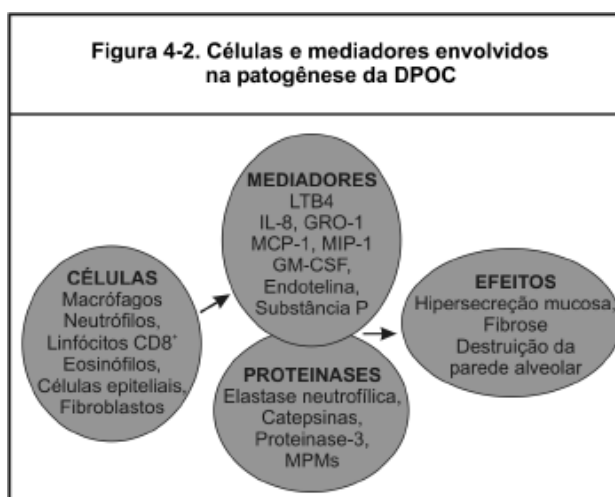 Figura 4-2. Células e mediadores envolvidos
na patogênese da DPOC
CÉLULAS
Macrófagos
Neutrófilos,
Linfócitos CD8+
Eosinófilos,
Células epiteliais,
Fibroblastos
MEDIADORES
LTB4
IL-8, GRO-1
MCP-1, MIP-1
GM-CSF,
Endotelina,
Substância P
PROTEINASES
Elastase neutrofílica,
Catepsinas,
Proteinase-3,
MPMs
EFEITOS
Hipersecreção mucosa,
Fibrose
Destruição da
parede alveolar